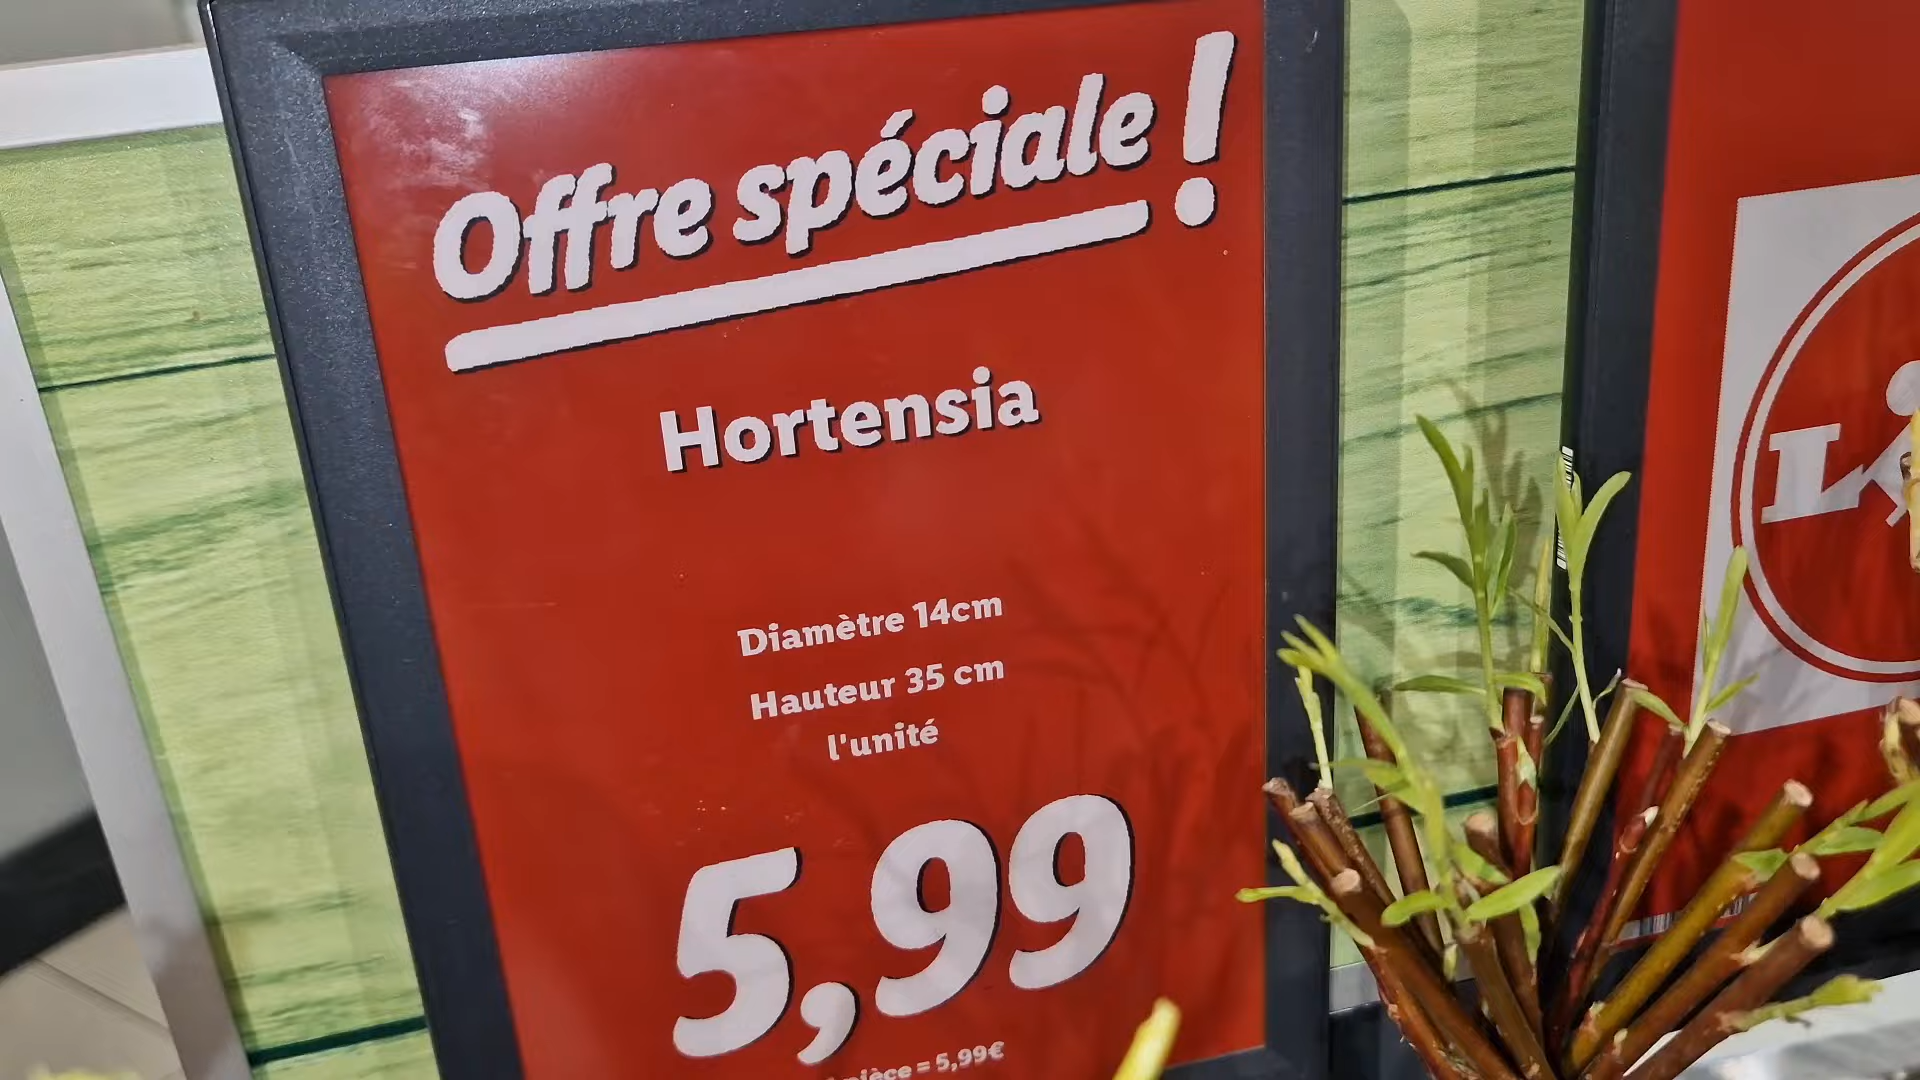 Offre spéciale !
Hortensia
Diamètre 14cm
Hauteur 35 cm
l'unité
5,99
pièce = 5,99€
L